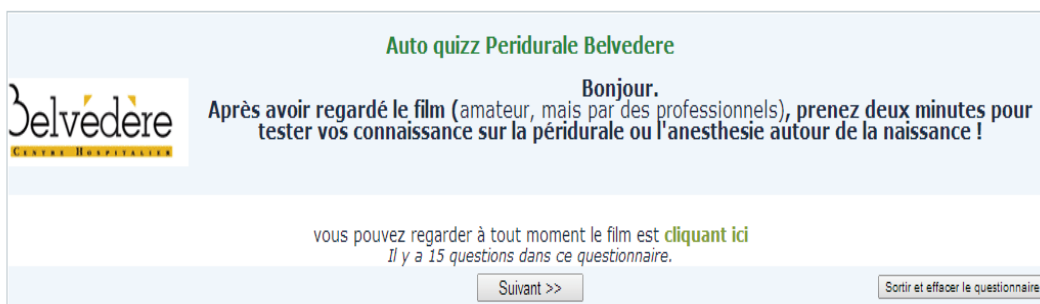 Auto quizz Peridurale Belvedere
Belvédère
CENTRE HOSPITALIER
Bonjour.
Après avoir regardé le film (amateur, mais par des professionnels), prenez deux minutes pour
tester vos connaissance sur la péridurale ou l'anesthesie autour de la naissance !
vous pouvez regarder à tout moment le film est cliquant ici
Il y a 15 questions dans ce questionnaire.
Suivant >>
Sortir et effacer le questionnaire